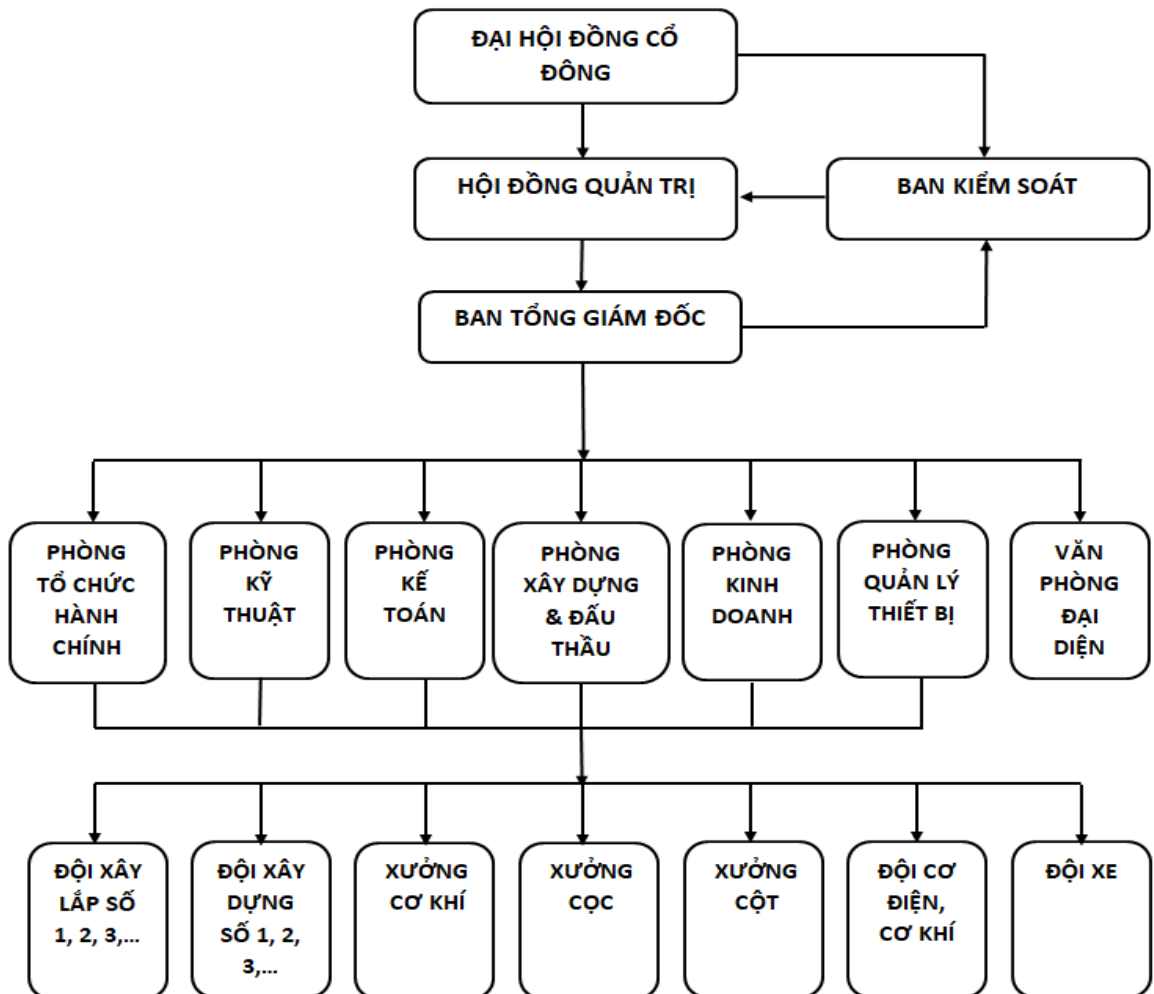 ĐẠI HỘI ĐỒNG CỔ
ĐÔNG
HỘI ĐỒNG QUẢN TRỊ
BAN KIỂM SOÁT
BAN TỔNG GIÁM ĐỐC
PHÒNG
TỔ CHỨC
HÀNH
CHÍNH
PHÒNG
KỸ
THUẬT
PHÒNG
KẾ
TOÁN
PHÒNG
XÂY DỰNG
& ĐẤU
THẦU
PHÒNG
KINH
DOANH
PHÒNG
QUẢN LÝ
THIẾT BỊ
VĂN
PHÒNG
ĐẠI
DIỆN
ĐỘI XÂY
LẮP SỐ
1, 2, 3,...
ĐỘI XÂY
DỰNG
SỐ 1, 2,
3,...
XƯỞNG
CƠ KHÍ
XƯỞNG
CỌC
XƯỞNG
CỘT
ĐỘI CƠ
ĐIỆN,
CƠ KHÍ
ĐỘI XE